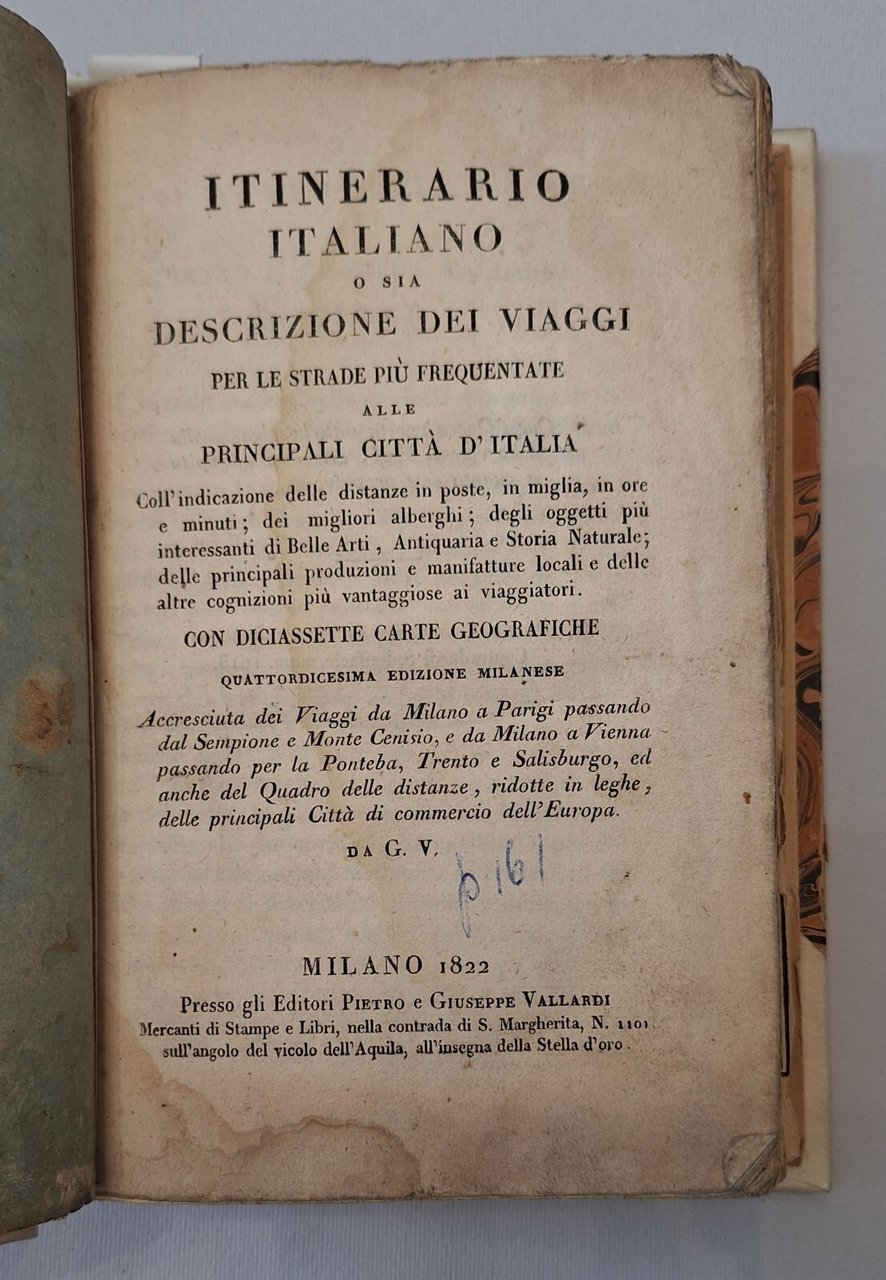 ITINERARIO
ITALIANO
O SIA
DESCRIZIONE DEI VIAGGI
PER LE STRADE PIÙ FREQUENTATE
ALLE
PRINCIPALI CITTÀ D'ITALIA
Coll'indicazione delle distanze in poste, in miglia, in ore
e minuti; dei migliori alberghi; degli oggetti più
interessanti di Belle Arti, Antiquaria e Storia Naturale;
delle principali produzioni e manifatture locali e delle
altre cognizioni più vantaggiose ai viaggiatori.
CON DICIASSETTE CARTE GEOGRAFICHE
QUATTORDICESIMA EDIZIONE MILANESE
Accresciuta dei Viaggi da Milano a Parigi passando
dal Sempione e Monte Cenisio, e da Milano a Vienna
passando per la Ponteba, Trento e Salisburgo, ed
anche del Quadro delle distanze, ridotte in leghe,
delle principali Città di commercio dell'Europa.
DA G. V.
MILANO 1822
Presso gli Editori PIETRO e GIUSEPPE VALLARDI
Mercanti di Stampe e Libri, nella contrada di S. Margherita, N. 1101.
sull'angolo del vicolo dell'Aquila, all'insegna della Stella d'oro.